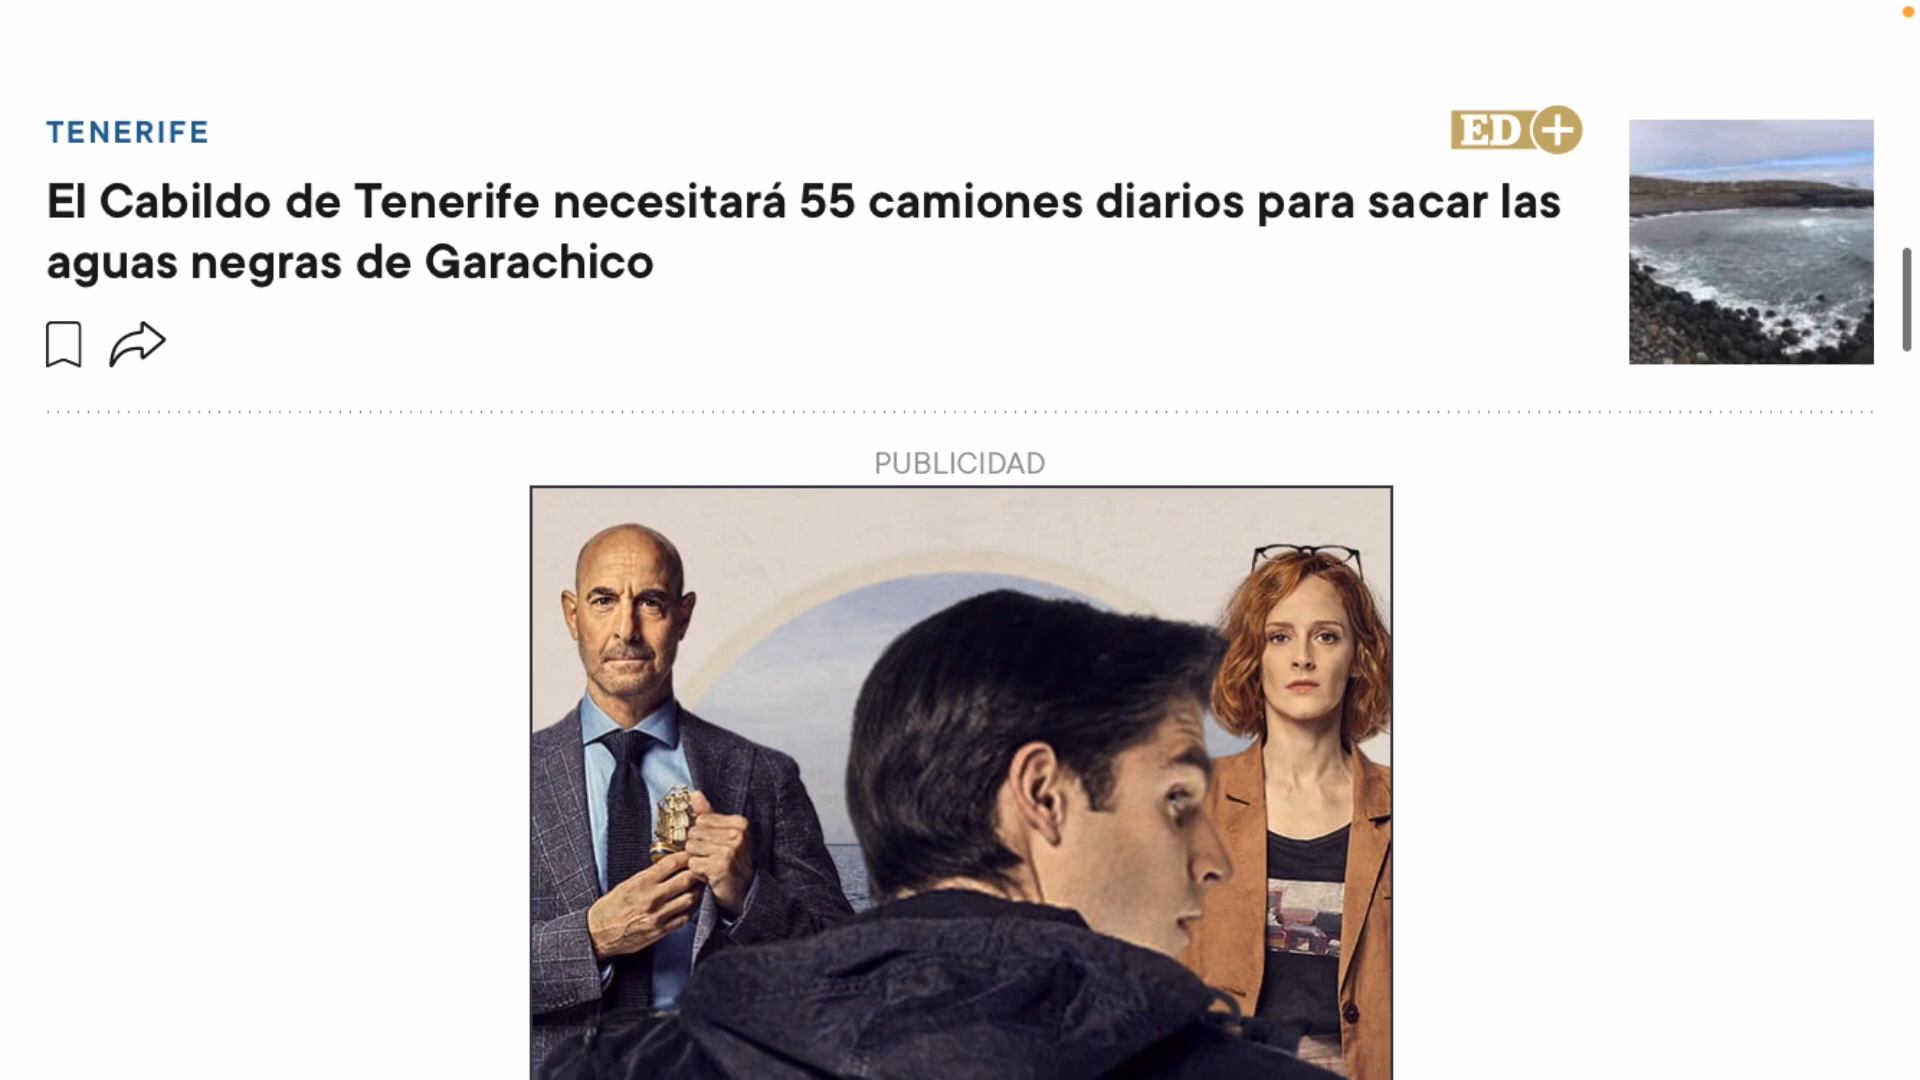 TENERIFE
ED+
El Cabildo de Tenerife necesitará 55 camiones diarios para sacar las
aguas negras de Garachico
PUBLICIDAD